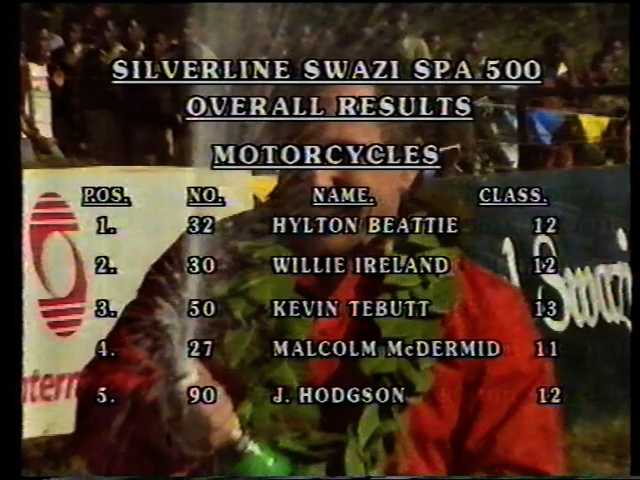 SILVERLINE SWAZI SPA 500
OVERALL RESULTS
MOTORCYCLES
POS. NO. NAME. CLASS.
1. 32 HYLTON BEATTIE 12
2. 30 WILLIE IRELAND 12
3. 50 KEVIN TEBUTT 13
4. 27 MALCOLM McDERMID 11
5. 90 J. HODGSON 12
Swazi